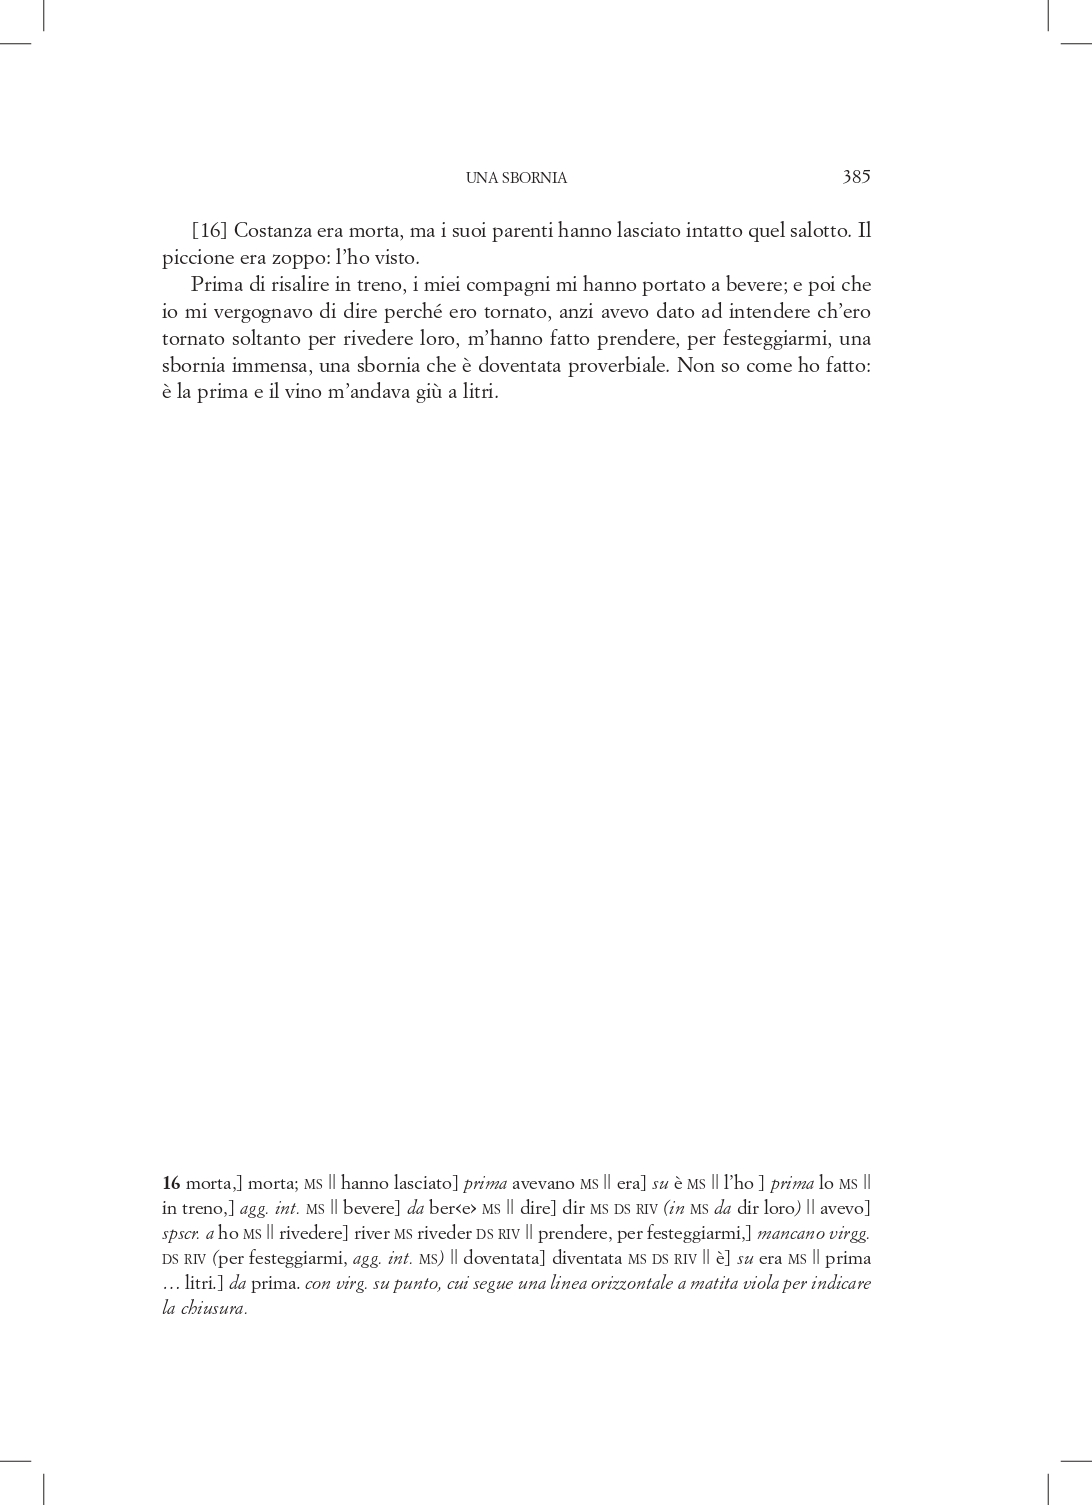 UNA SBORNIA 385
[16] Costanza era morta, ma i suoi parenti hanno lasciato intatto quel salotto. Il
piccione era zoppo: l’ho visto.
Prima di risalire in treno, i miei compagni mi hanno portato a bevere; e poi che
io mi vergognavo di dire perché ero tornato, anzi avevo dato ad intendere ch’ero
tornato soltanto per rivedere loro, m’hanno fatto prendere, per festeggiarmi, una
sbornia immensa, una sbornia che è doventata proverbiale. Non so come ho fatto:
è la prima e il vino m’andava giù a litri.
16 morta,] morta; MS || hanno lasciato] prima avevano MS || era] su è MS || l’ho ] prima lo MS ||
in treno,] agg. int. MS || bevere] da ber‹e› MS || dire] dir MS DS RIV (in MS da dir loro) || avevo]
spscr. a ho MS || rivedere] river MS riveder DS RIV || prendere, per festeggiarmi,] mancano virgg.
DS RIV (per festeggiarmi, agg. int. MS) || doventata] diventata MS DS RIV || è] su era MS || prima
… litri.] da prima. con virg. su punto, cui segue una linea orizzontale a matita viola per indicare
la chiusura.